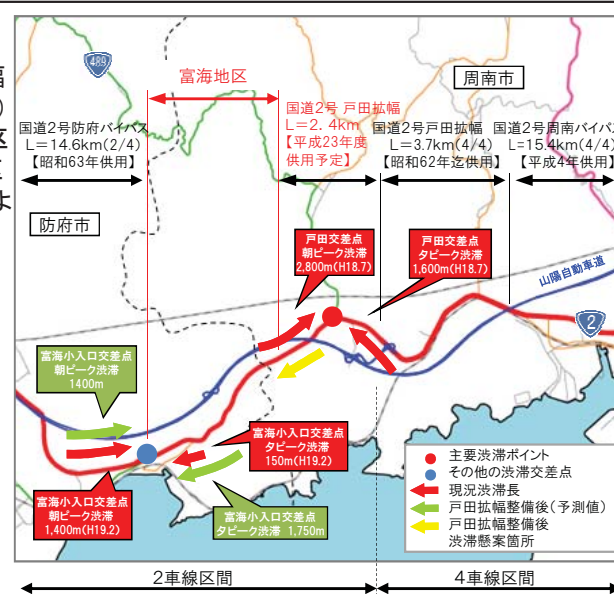 幅
)
区
よ
489
富海地区
周南市
国道2号防府バイパス
L=14.6km(2/4)
【昭和63年供用】
国道2号 戸田拡幅
L=2.4km
【平成23年度
供用予定】
国道2号戸田拡幅
L=3.7km(4/4)
【昭和62年迄供用】
国道2号周南バイパス
L=15.4km(4/4)
【平成4年供用】
防府市
戸田交差点
朝ピーク渋滞
2,800m(H18.7)
戸田交差点
夕ピーク渋滞
1,600m(H18.7)
山陽自動車道
2
富海小入口交差点
朝ピーク渋滞
1400m
富海小入口交差点
夕ピーク渋滞
150m(H19.2)
富海小入口交差点
朝ピーク渋滞
1,400m(H19.2)
富海小入口交差点
夕ピーク渋滞 1,750m
主要渋滞ポイント
その他の渋滞交差点
現況渋滞長
戸田拡幅整備後(予測値)
戸田拡幅整備後
渋滞懸案箇所
2車線区間
4車線区間